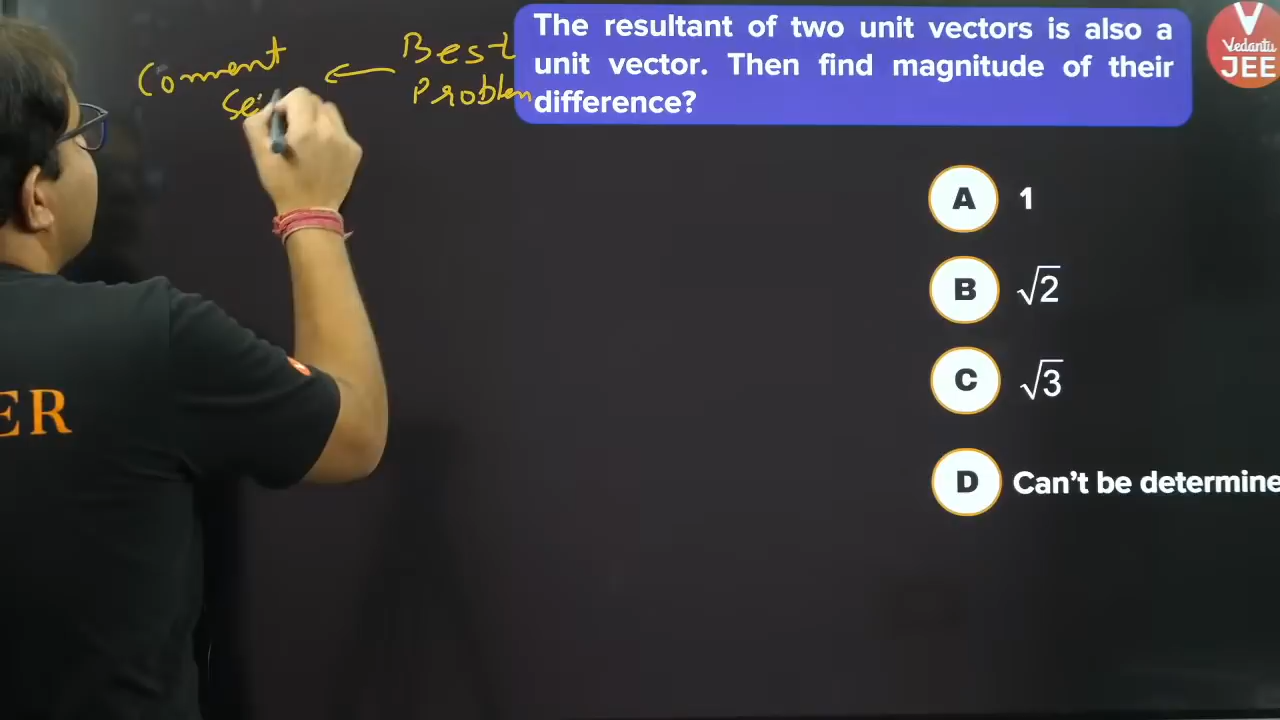 Comment
Best
Problem
The resultant of two unit vectors is also a
unit vector. Then find magnitude of their
difference?
Vedantu
JEE
A 1
B √2
C √3
D Can't be determine
ER